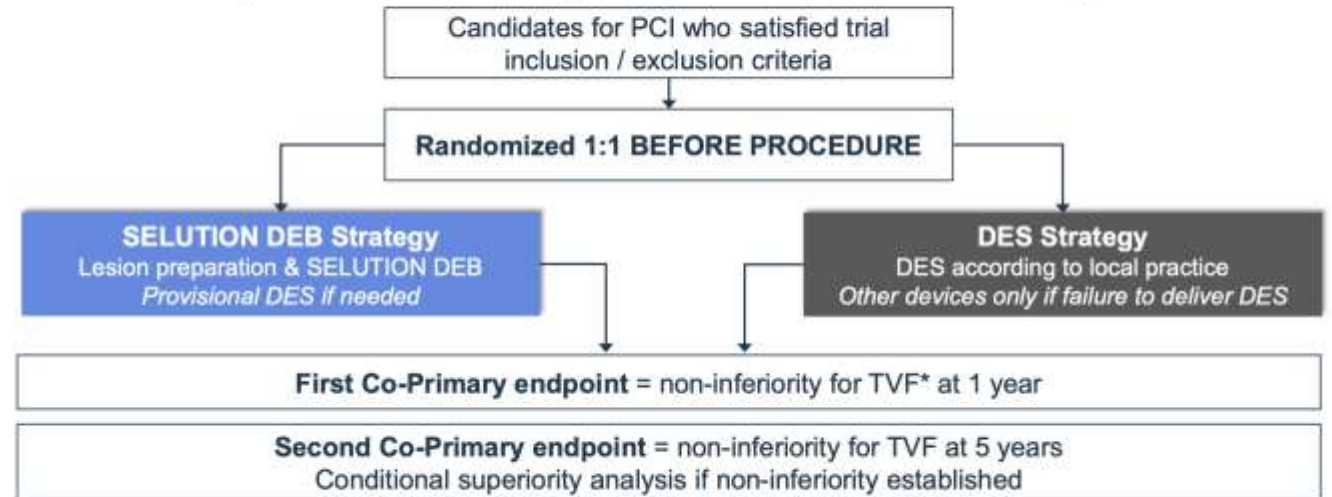 Candidates for PCI who satisfied trial
inclusion / exclusion criteria
Randomized 1:1 BEFORE PROCEDURE
SELUTION DEB Strategy
Lesion preparation & SELUTION DEB
Provisional DES if needed
DES Strategy
DES according to local practice
Other devices only if failure to deliver DES
First Co-Primary endpoint = non-inferiority for TVF* at 1 year
Second Co-Primary endpoint = non-inferiority for TVF at 5 years
Conditional superiority analysis if non-inferiority established